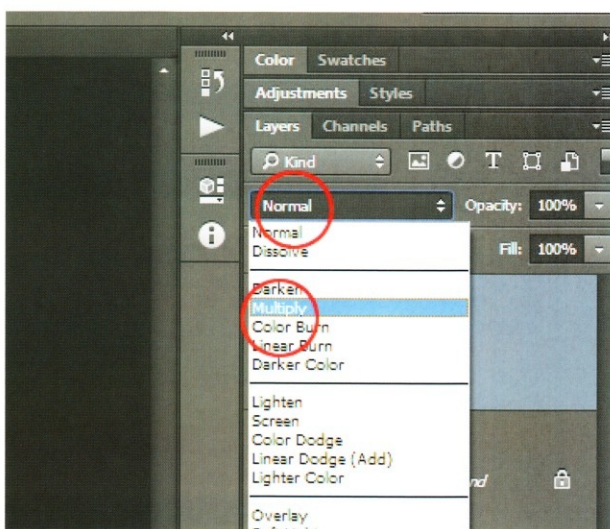 Color Swatches
Adjustments Styles
Layers Channels Paths
Kind
Normal Opacity: 100%
Normal
Dissolve Fill: 100%
Darken
Multiply
Color Burn
Linear Burn
Darker Color
Lighten
Screen
Color Dodge
Linear Dodge (Add)
Lighter Color
nd
Overlay